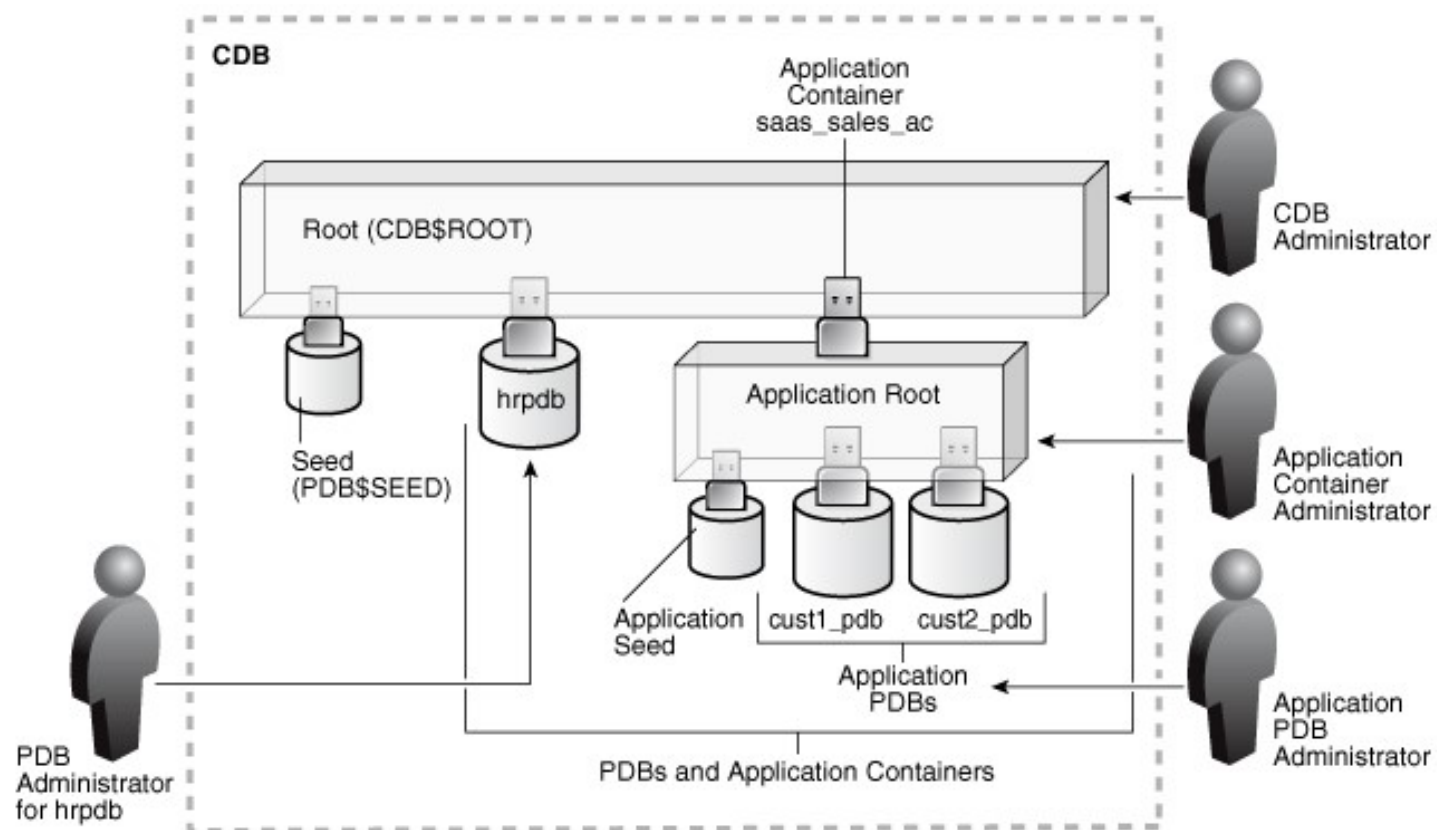 CDB
Application
Container
saas_sales_ac
Root (CDB$ROOT)
CDB
Administrator
hrpdb
Application Root
Seed
(PDB$SEED)
Application
Container
Administrator
Application
Seed
cust1_pdb
cust2_pdb
Application
PDBs
Application
PDB
Administrator
PDB
Administrator
for hrpdb
PDBs and Application Containers